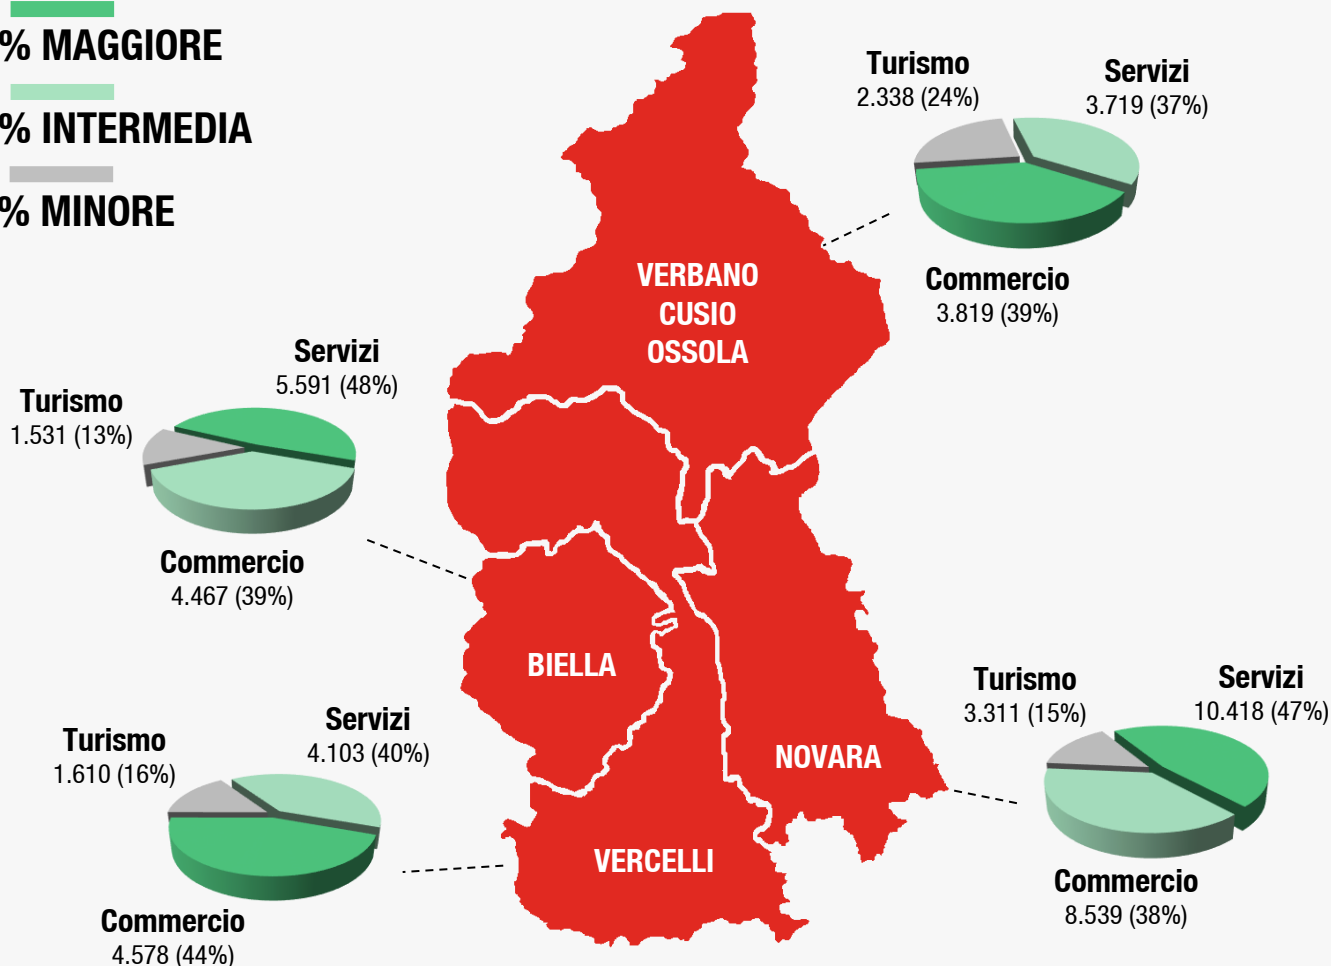 % MAGGIORE
% INTERMEDIA
% MINORE
Turismo
2.338 (24%)
Servizi
3.719 (37%)
Commercio
3.819 (39%)
VERBANO
CUSIO
OSSOLA
Servizi
5.591 (48%)
Turismo
1.531 (13%)
Commercio
4.467 (39%)
BIELLA
Turismo
3.311 (15%)
Servizi
10.418 (47%)
Commercio
8.539 (38%)
NOVARA
Servizi
4.103 (40%)
Turismo
1.610 (16%)
Commercio
4.578 (44%)
VERCELLI